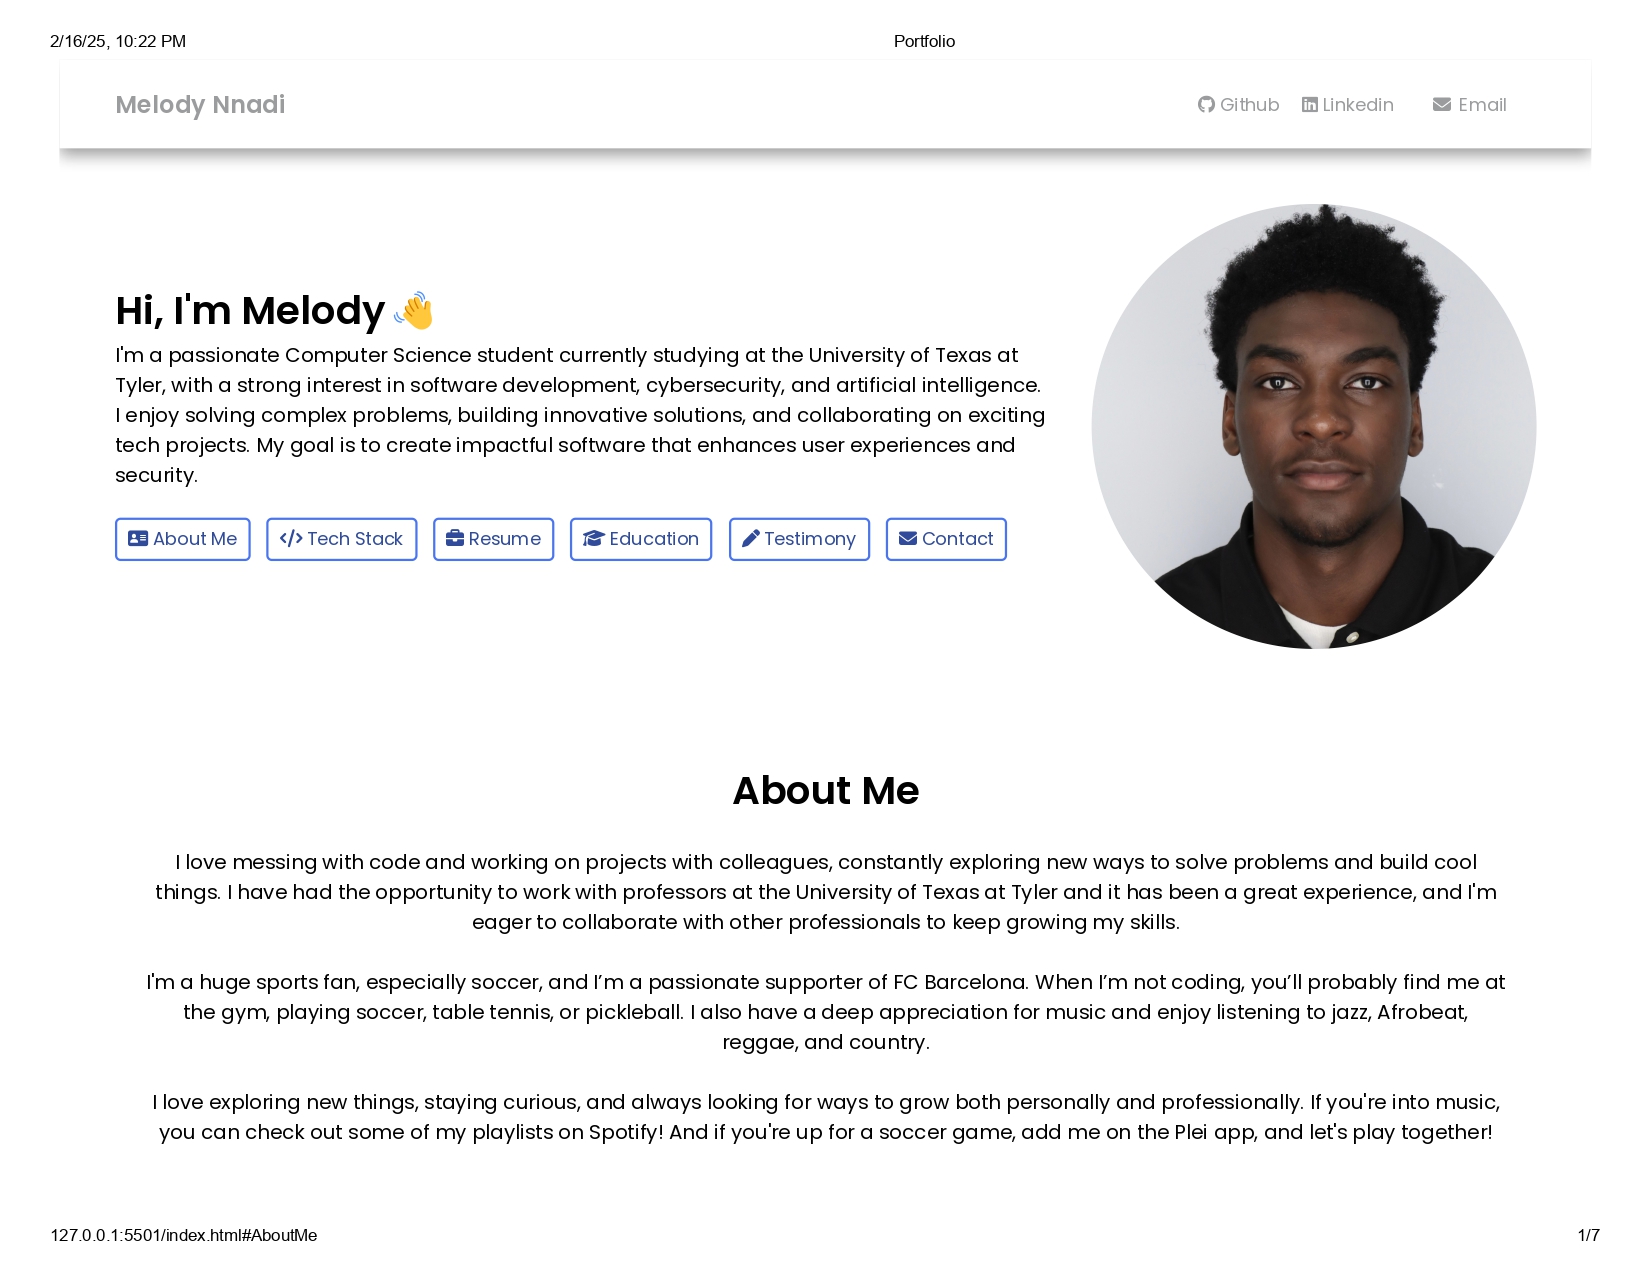 2/16/25, 10:22 PM
Portfolio
Melody Nnadi
Github
Linkedin
Email
Hi, I'm Melody 👋
I'm a passionate Computer Science student currently studying at the University of Texas at
Tyler, with a strong interest in software development, cybersecurity, and artificial intelligence.
I enjoy solving complex problems, building innovative solutions, and collaborating on exciting
tech projects. My goal is to create impactful software that enhances user experiences and
security.
About Me
Tech Stack
Resume
Education
Testimony
Contact
About Me
I love messing with code and working on projects with colleagues, constantly exploring new ways to solve problems and build cool
things. I have had the opportunity to work with professors at the University of Texas at Tyler and it has been a great experience, and I'm
eager to collaborate with other professionals to keep growing my skills.
I'm a huge sports fan, especially soccer, and I’m a passionate supporter of FC Barcelona. When I’m not coding, you’ll probably find me at
the gym, playing soccer, table tennis, or pickleball. I also have a deep appreciation for music and enjoy listening to jazz, Afrobeat,
reggae, and country.
I love exploring new things, staying curious, and always looking for ways to grow both personally and professionally. If you're into music,
you can check out some of my playlists on Spotify! And if you're up for a soccer game, add me on the Plei app, and let's play together!
127.0.0.1:5501/index.html#AboutMe
1/7